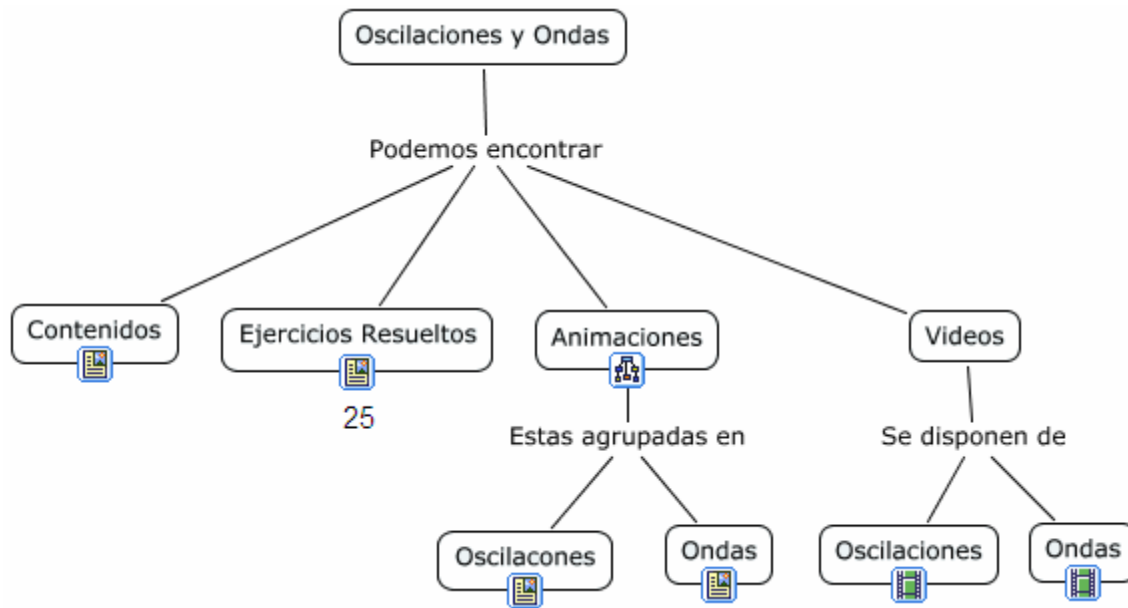 Oscilaciones y Ondas
Podemos encontrar
Contenidos
Ejercicios Resueltos
Animaciones
Videos
25
Estas agrupadas en
Se disponen de
Oscilacones
Ondas
Oscilaciones
Ondas